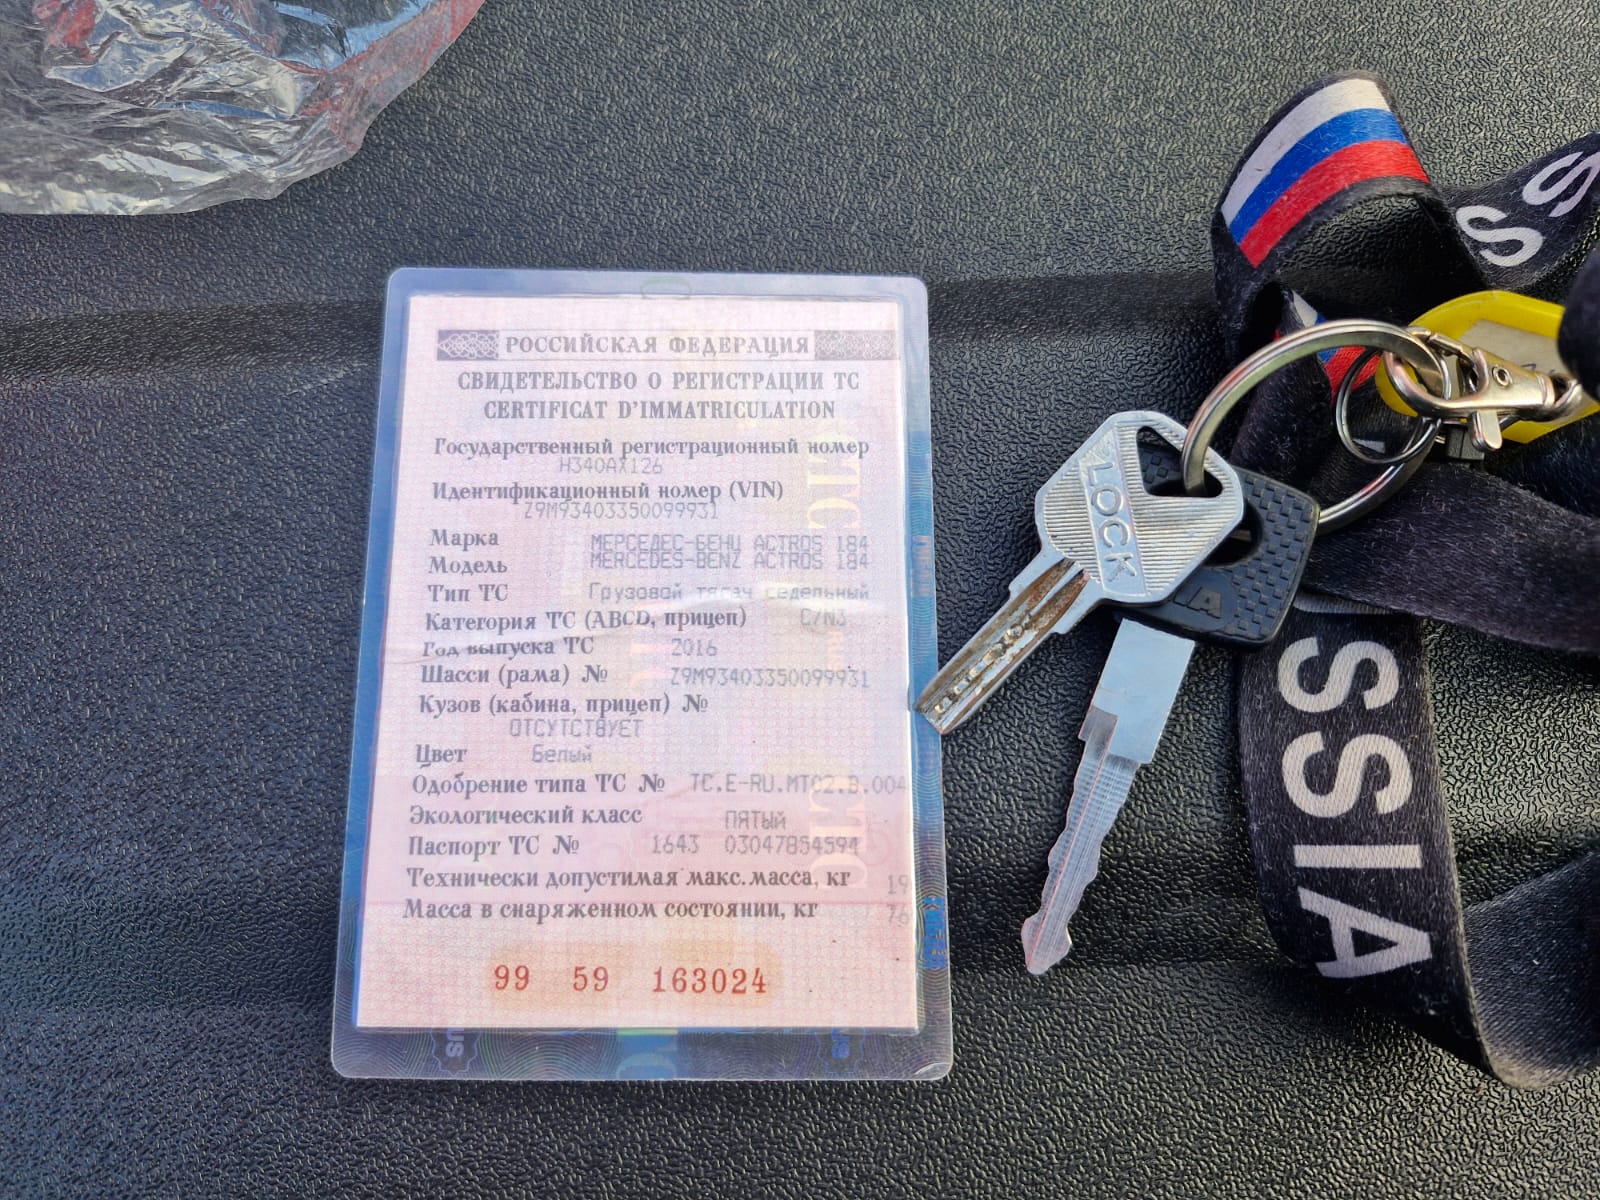 РОССИЙСКАЯ ФЕДЕРАЦИЯ
СВИДЕТЕЛЬСТВО О РЕГИСТРАЦИИ ТС
CERTIFICAT D'IMMATRICULATION
Государственный регистрационный номер
Н340АХ126
Идентификационный номер (VIN)
Z9M93403350099931
Марка МЕРСЕДЕС-БЕНЦ ACTROS 184
Модель MERCEDES-BENZ ACTROS 184
Тип ТС Грузовой тягач седельный
Категория ТС (ABCD, прицеп) C/N3
Год выпуска ТС 2016
Шасси (рама) № Z9M93403350099931
Кузов (кабина, прицеп) №
ОТСУТСТВУЕТ
Цвет Белый
Одобрение типа ТС № ТС.Е-RU.МТ02.В.004
Экологический класс ПЯТЫЙ
Паспорт ТС № 1643 03047854594
Технически допустимая макс. масса, кг 19
Масса в снаряженном состоянии, кг 76
99 59 163024
LOCK
SS
SSIA